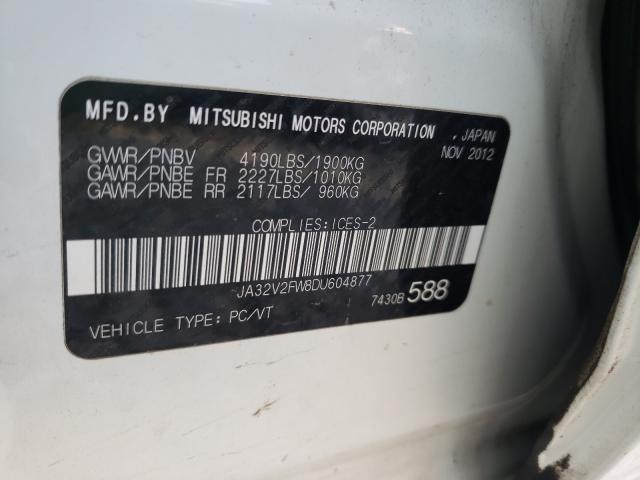 MFD.BY MITSUBISHI MOTORS CORPORATION, JAPAN
NOV 2012
GVWR/PNBV 4190LBS/1900KG
GAWR/PNBE FR 2227LBS/1010KG
GAWR/PNBE RR 2117LBS/ 960KG
COMPLIES:ICES-2
JA32V2FW8DU604877
7430B 588
VEHICLE TYPE: PC/VT